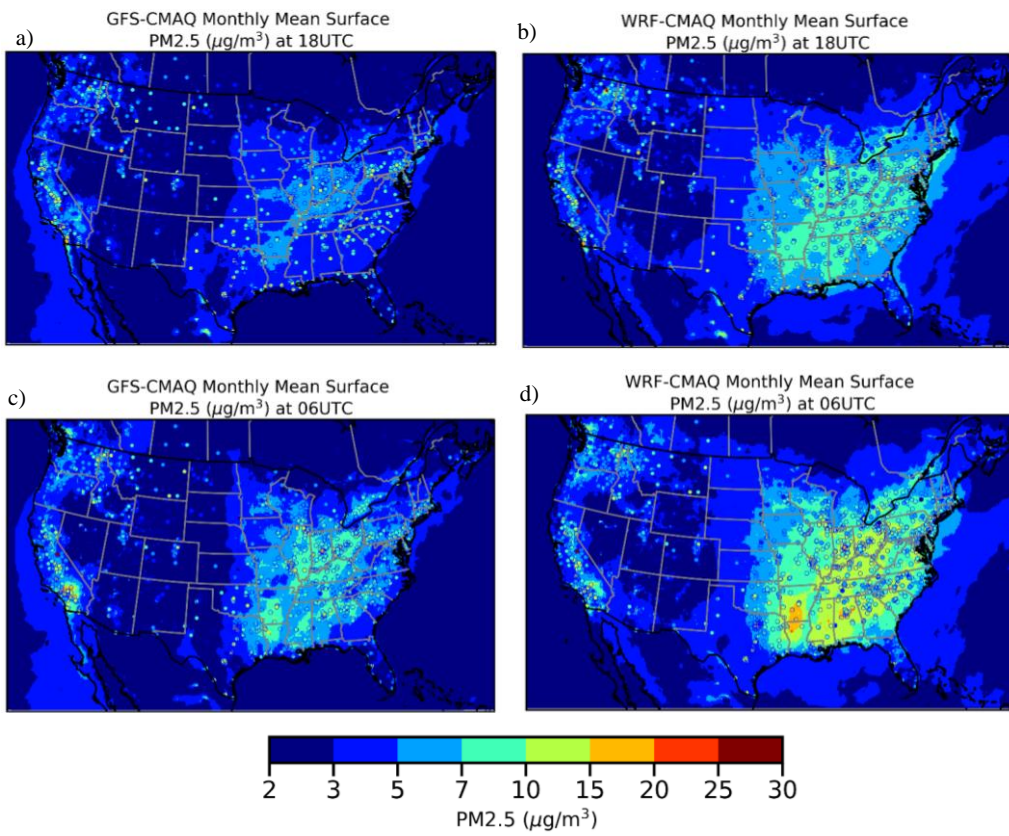 a)
GFS-CMAQ Monthly Mean Surface
PM2.5 (μg/m³) at 18UTC
b)
WRF-CMAQ Monthly Mean Surface
PM2.5 (μg/m³) at 18UTC
c)
GFS-CMAQ Monthly Mean Surface
PM2.5 (μg/m³) at 06UTC
d)
WRF-CMAQ Monthly Mean Surface
PM2.5 (μg/m³) at 06UTC
2 3 5 7 10 15 20 25 30
PM2.5 (μg/m³)